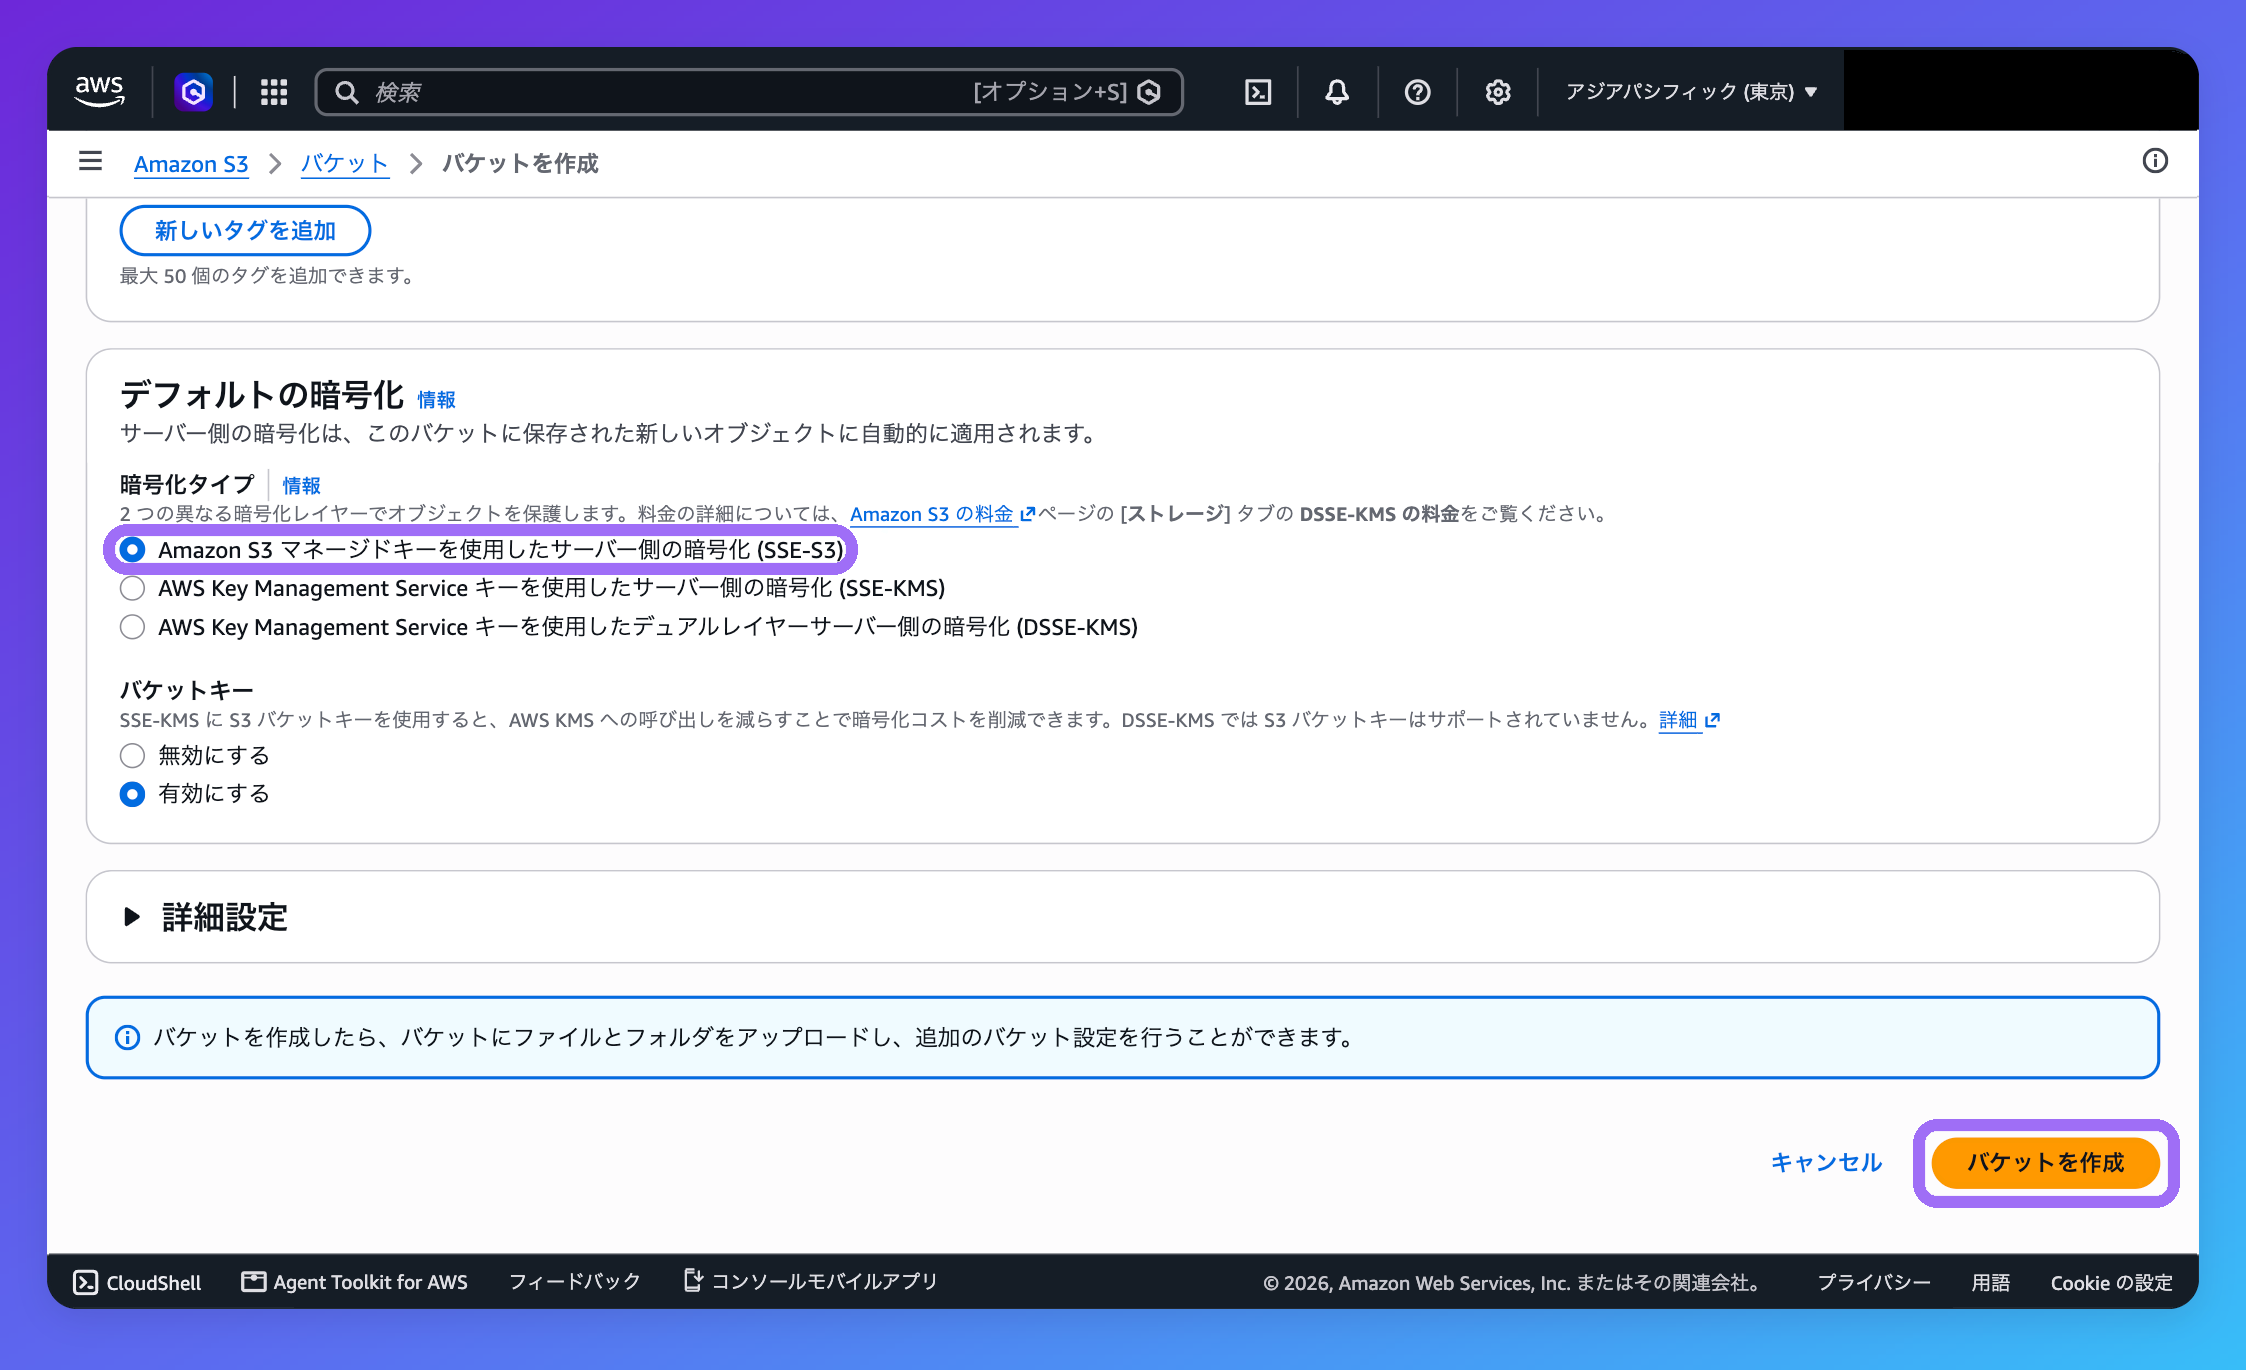 aws
検索 [オプション+S]
アジアパシフィック (東京)
Amazon S3 バケット バケットを作成
新しいタグを追加
最大 50 個のタグを追加できます。
デフォルトの暗号化 情報
サーバー側の暗号化は、このバケットに保存された新しいオブジェクトに自動的に適用されます。
暗号化タイプ 情報
2 つの異なる暗号化レイヤーでオブジェクトを保護します。料金の詳細については、Amazon S3 の料金 ページの [ストレージ] タブの DSSE-KMS の料金をご覧ください。
Amazon S3 マネージドキーを使用したサーバー側の暗号化 (SSE-S3)
AWS Key Management Service キーを使用したサーバー側の暗号化 (SSE-KMS)
AWS Key Management Service キーを使用したデュアルレイヤーサーバー側の暗号化 (DSSE-KMS)
バケットキー
SSE-KMS に S3 バケットキーを使用すると、AWS KMS への呼び出しを減らすことで暗号化コストを削減できます。DSSE-KMS では S3 バケットキーはサポートされていません。詳細
無効にする
有効にする
詳細設定
バケットを作成したら、バケットにファイルとフォルダをアップロードし、追加のバケット設定を行うことができます。
キャンセル バケットを作成
CloudShell Agent Toolkit for AWS フィードバック コンソールモバイルアプリ © 2026, Amazon Web Services, Inc. またはその関連会社。 プライバシー 用語 Cookie の設定